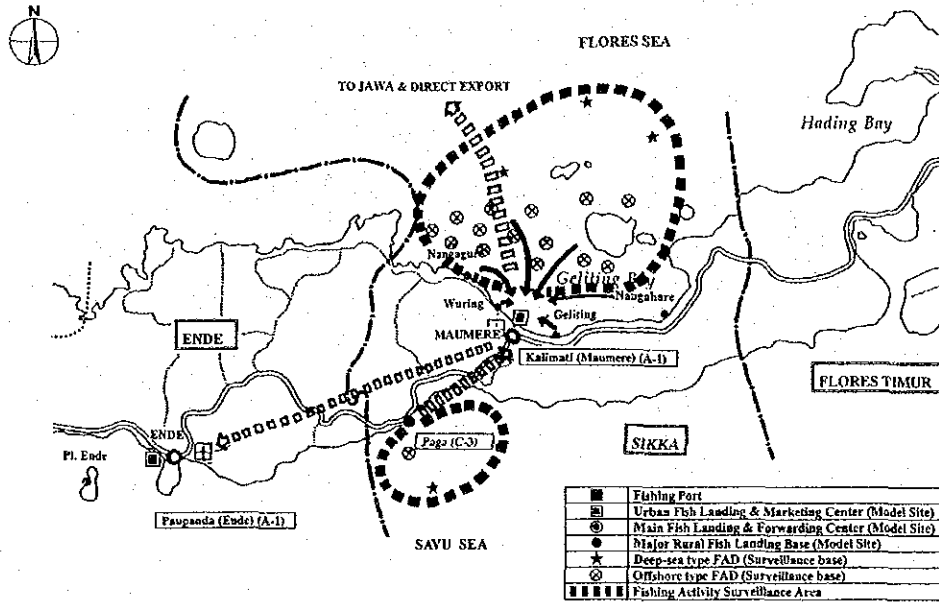 N
FLORES SEA
TO JAWA & DIRECT EXPORT
Hading Bay
Nangagure
Geliting Bay
Nangahare
Wuring
Geliting
MAUMERE
ENDE
Kalimati (Maumere) (A-1)
FLORES TIMUR
ENDE
Paga (C-3)
SIKKA
Pl. Ende
Paupanda (Ende) (A-1)
SAVU SEA
Fishing Port
Urban Fish Landing & Marketing Center (Model Site)
Main Fish Landing & Forwarding Center (Model Site)
Major Rural Fish Landing Base (Model Site)
Deep-sea type FAD (Surveillance base)
Offshore type FAD (Surveillance base)
Fishing Activity Surveillance Area